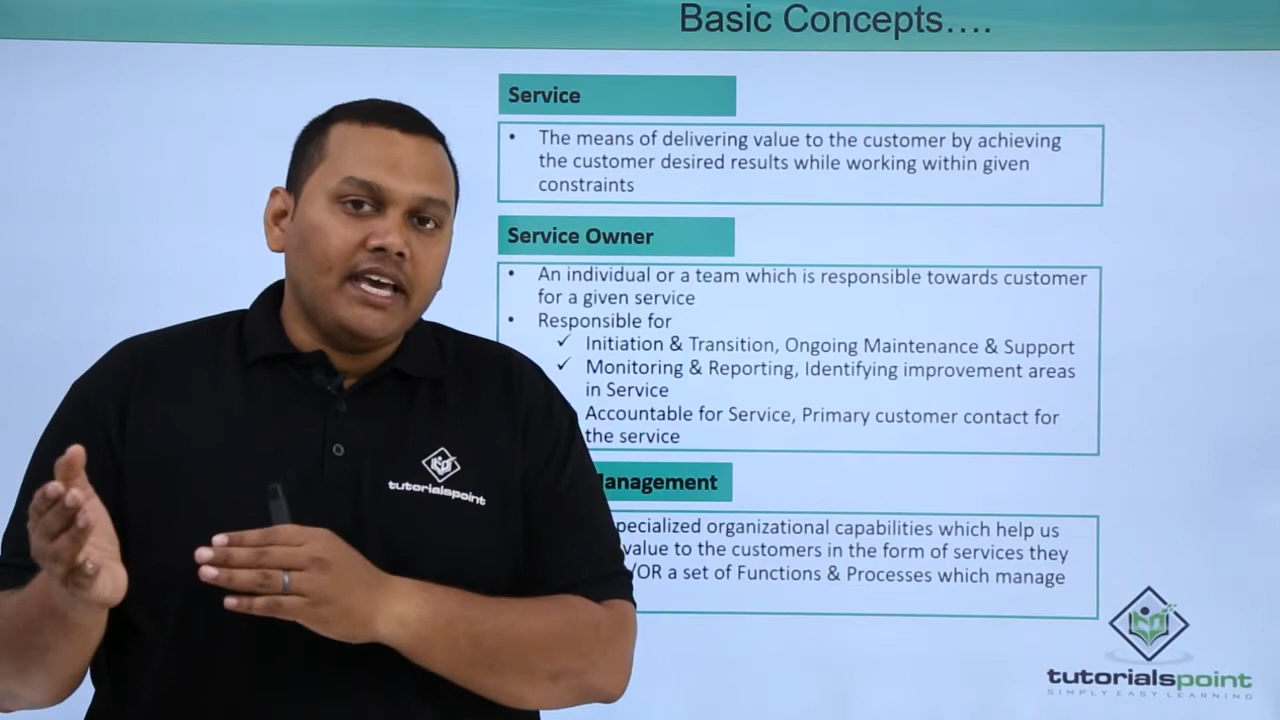 Basic Concepts....
Service
• The means of delivering value to the customer by achieving
the customer desired results while working within given
constraints
Service Owner
• An individual or a team which is responsible towards customer
for a given service
• Responsible for
✓ Initiation & Transition, Ongoing Maintenance & Support
✓ Monitoring & Reporting, Identifying improvement areas
in Service
Accountable for Service, Primary customer contact for
the service
anagement
pecialized organizational capabilities which help us
value to the customers in the form of services they
/OR a set of Functions & Processes which manage
tutorialspoint
tutorialspoint
SIMPLY EASY LEARNING